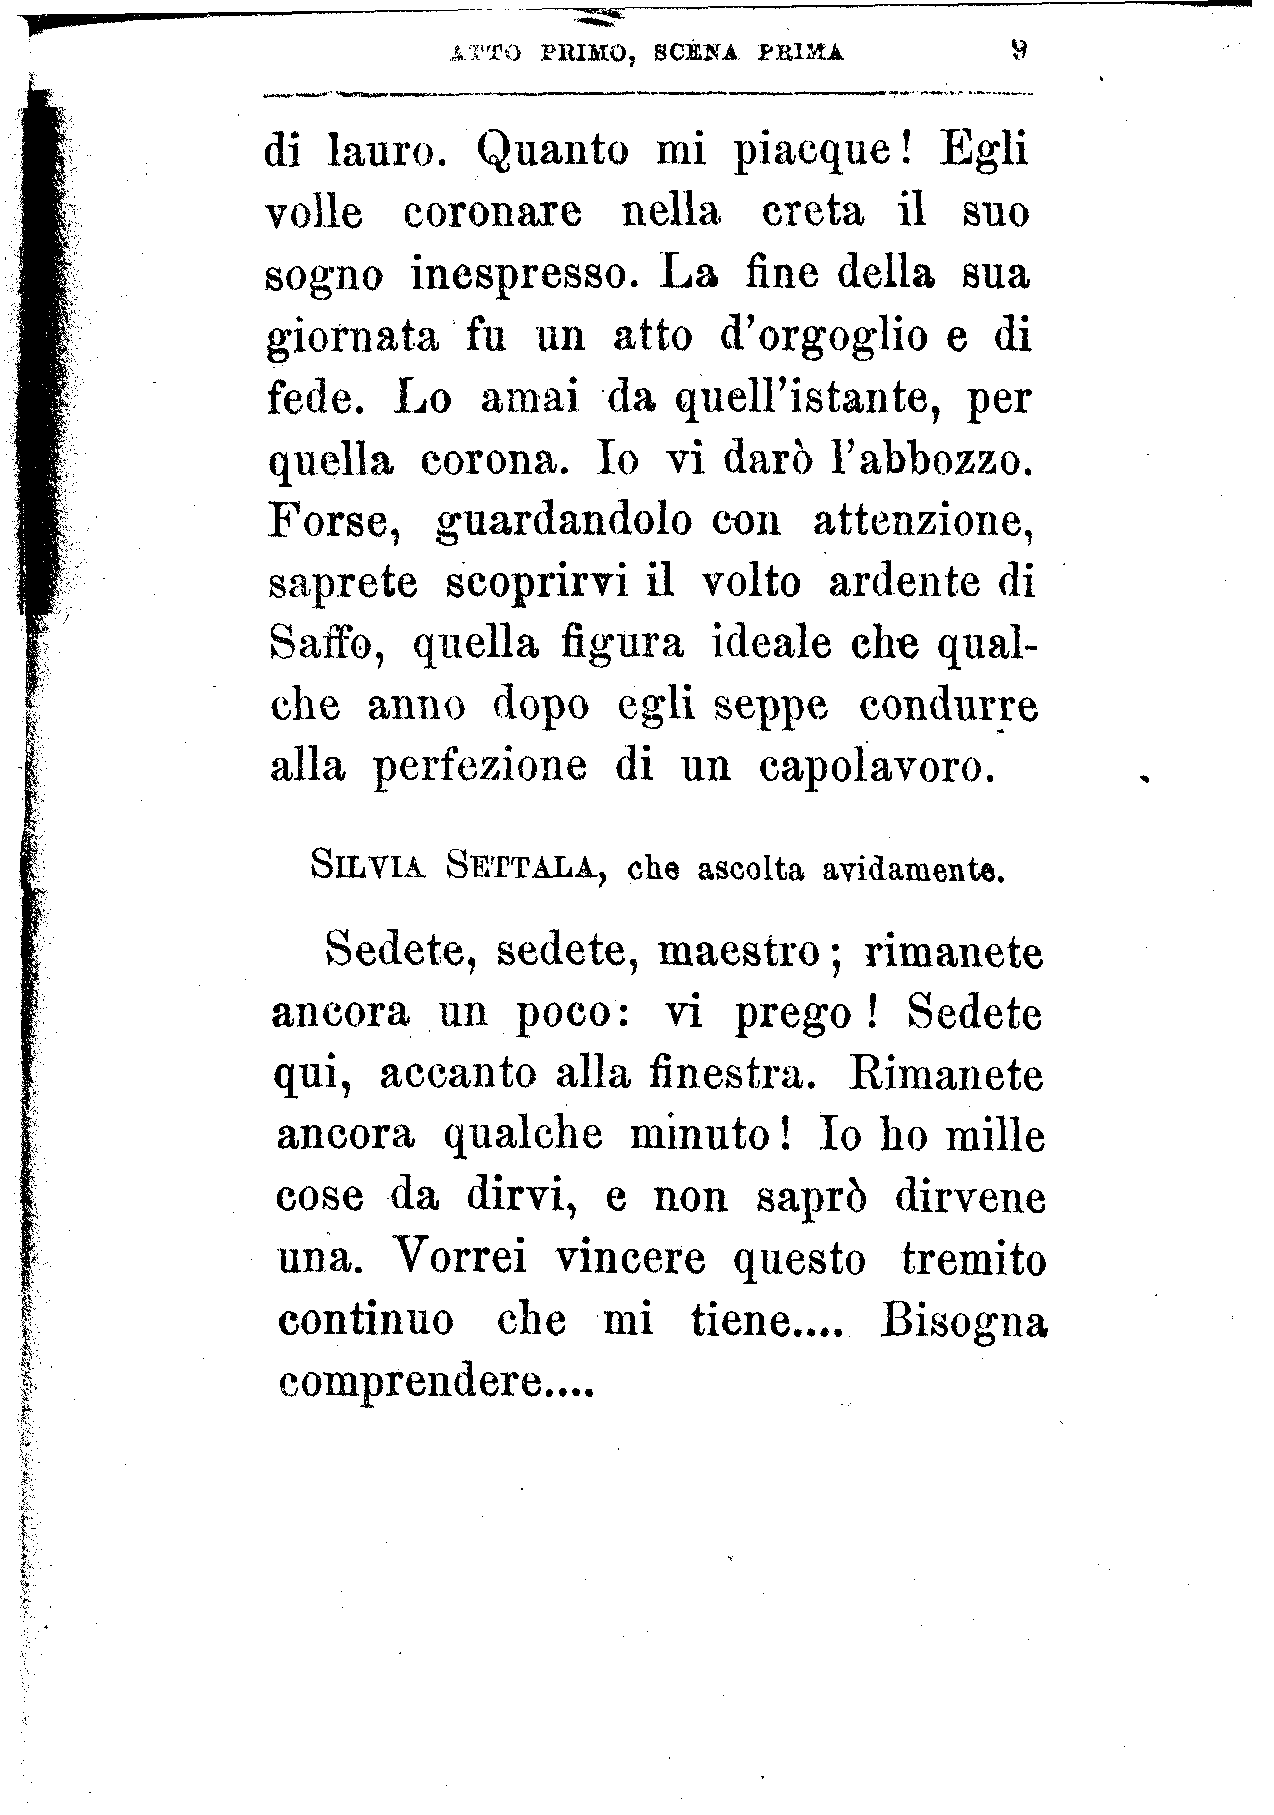 ATTO PRIMO, SCENA PRIMA 9
di lauro. Quanto mi piacque! Egli
volle coronare nella creta il suo
sogno inespresso. La fine della sua
giornata fu un atto d'orgoglio e di
fede. Lo amai da quell'istante, per
quella corona. Io vi darò l'abbozzo.
Forse, guardandolo con attenzione,
saprete scoprirvi il volto ardente di
Saffo, quella figura ideale che qual-
che anno dopo egli seppe condurre
alla perfezione di un capolavoro.
SILVIA SETTALA, che ascolta avidamente.
Sedete, sedete, maestro; rimanete
ancora un poco: vi prego! Sedete
qui, accanto alla finestra. Rimanete
ancora qualche minuto! Io ho mille
cose da dirvi, e non saprò dirvene
una. Vorrei vincere questo tremito
continuo che mi tiene.... Bisogna
comprendere....